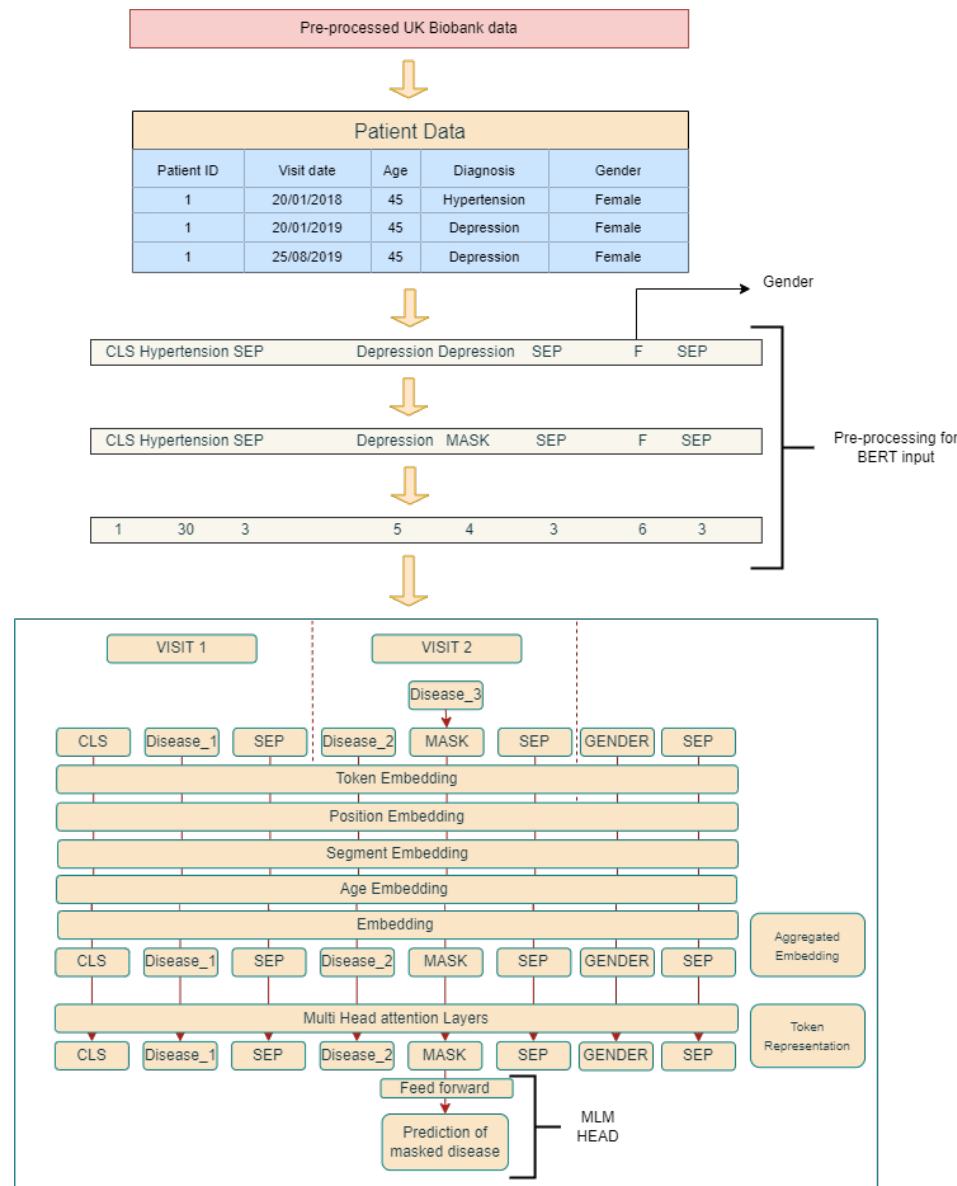 Pre-processed UK Biobank data
Patient Data
Patient ID Visit date Age Diagnosis Gender
1 20/01/2018 45 Hypertension Female
1 20/01/2019 45 Depression Female
1 25/08/2019 45 Depression Female
Gender
CLS Hypertension SEP Depression Depression SEP F SEP
CLS Hypertension SEP Depression MASK SEP F SEP
Pre-processing for
BERT input
1 30 3 5 4 3 6 3
VISIT 1 VISIT 2
Disease_3
CLS Disease_1 SEP Disease_2 MASK SEP GENDER SEP
Token Embedding
Position Embedding
Segment Embedding
Age Embedding
Embedding
Aggregated
Embedding
CLS Disease_1 SEP Disease_2 MASK SEP GENDER SEP
Multi Head attention Layers
Token
Representation
CLS Disease_1 SEP Disease_2 MASK SEP GENDER SEP
Feed forward
Prediction of
masked disease
MLM
HEAD